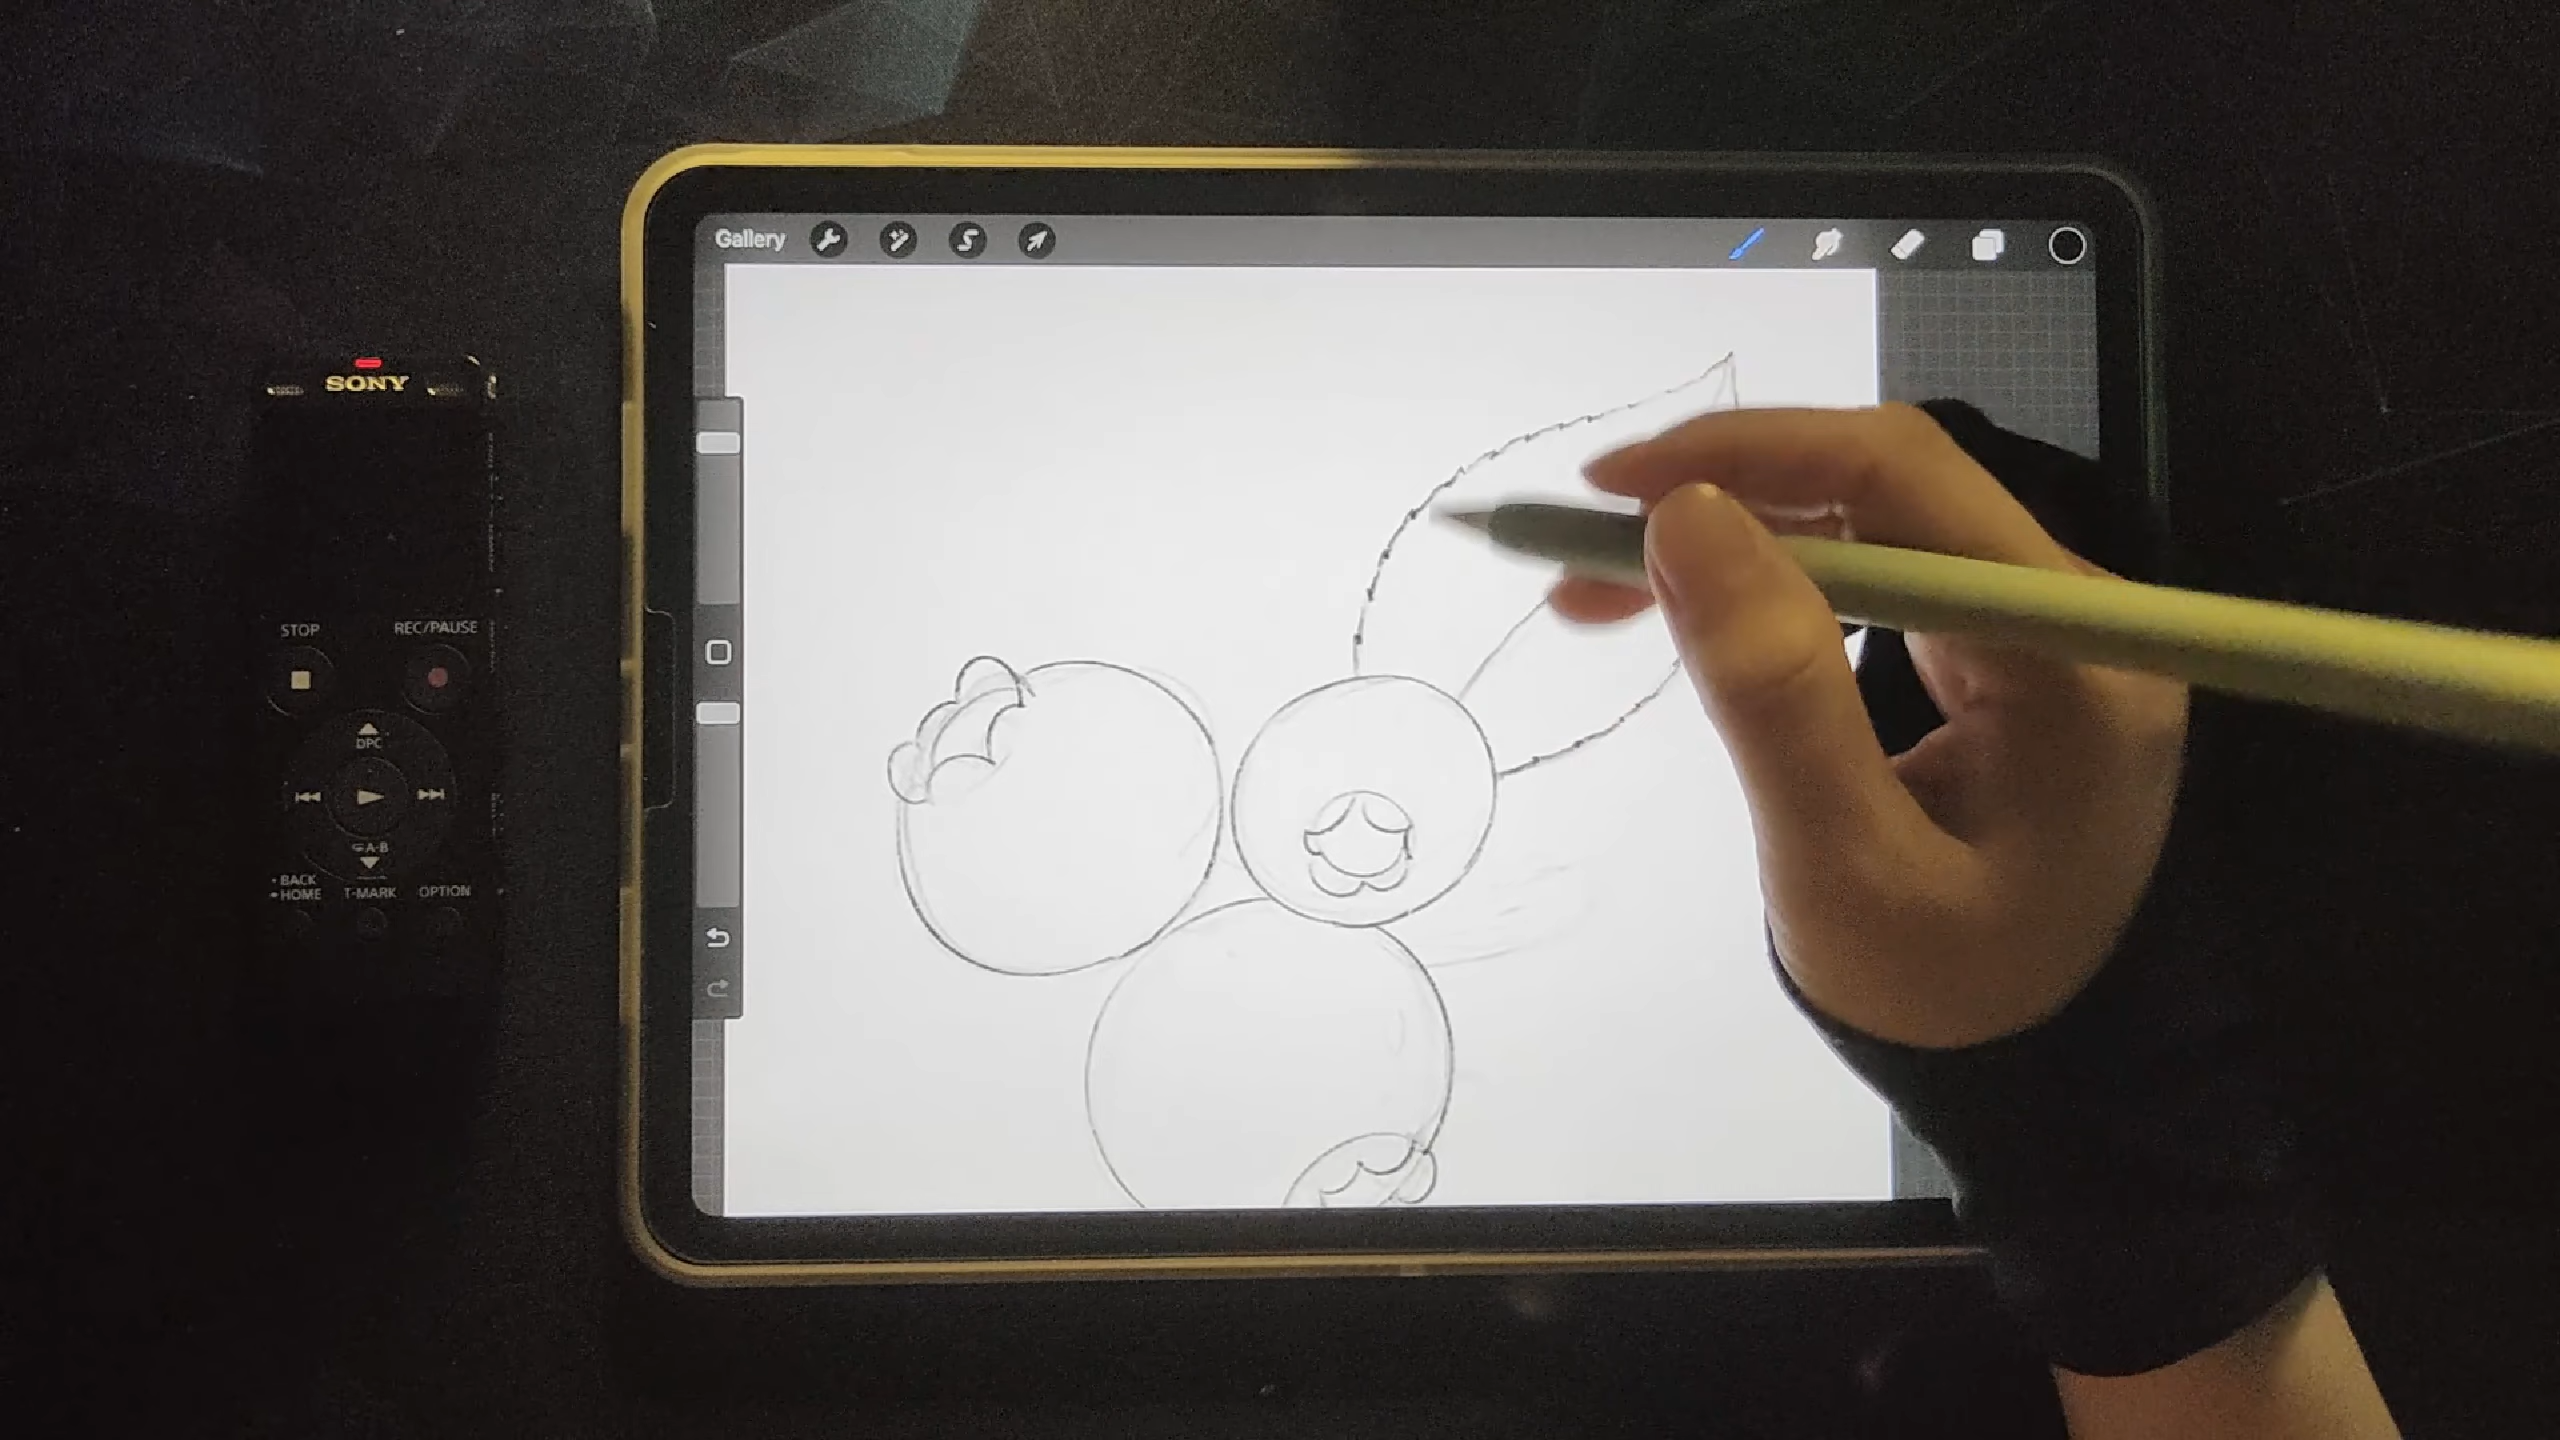 Gallery
SONY
STOP
REC/PAUSE
DPC
A-B
BACK
HOME
T-MARK
OPTION